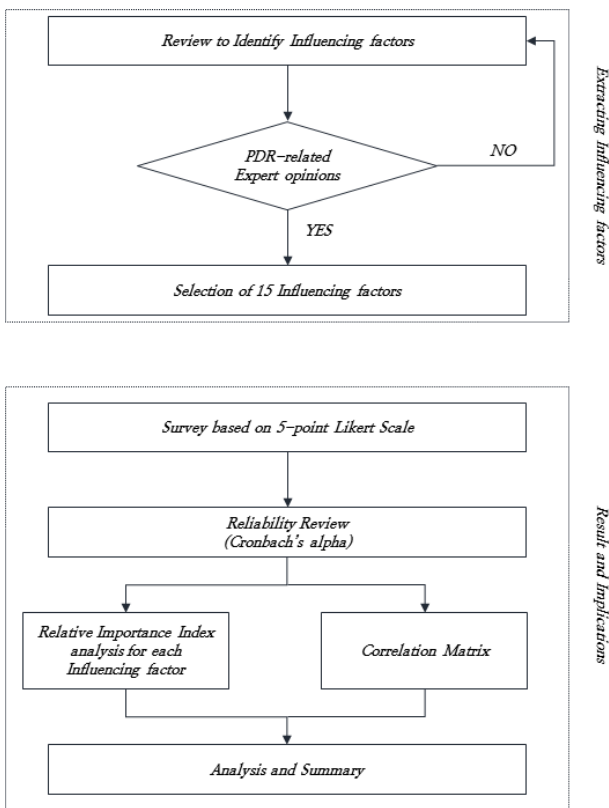 Review to Identify Influencing factors
PDR-related
Expert opinions
NO
YES
Selection of 15 Influencing factors
Extracting Influencing factors
Survey based on 5-point Likert Scale
Reliability Review
(Cronbach's alpha)
Relative Importance Index
analysis for each
Influencing factor
Correlation Matrix
Analysis and Summary
Result and Implications